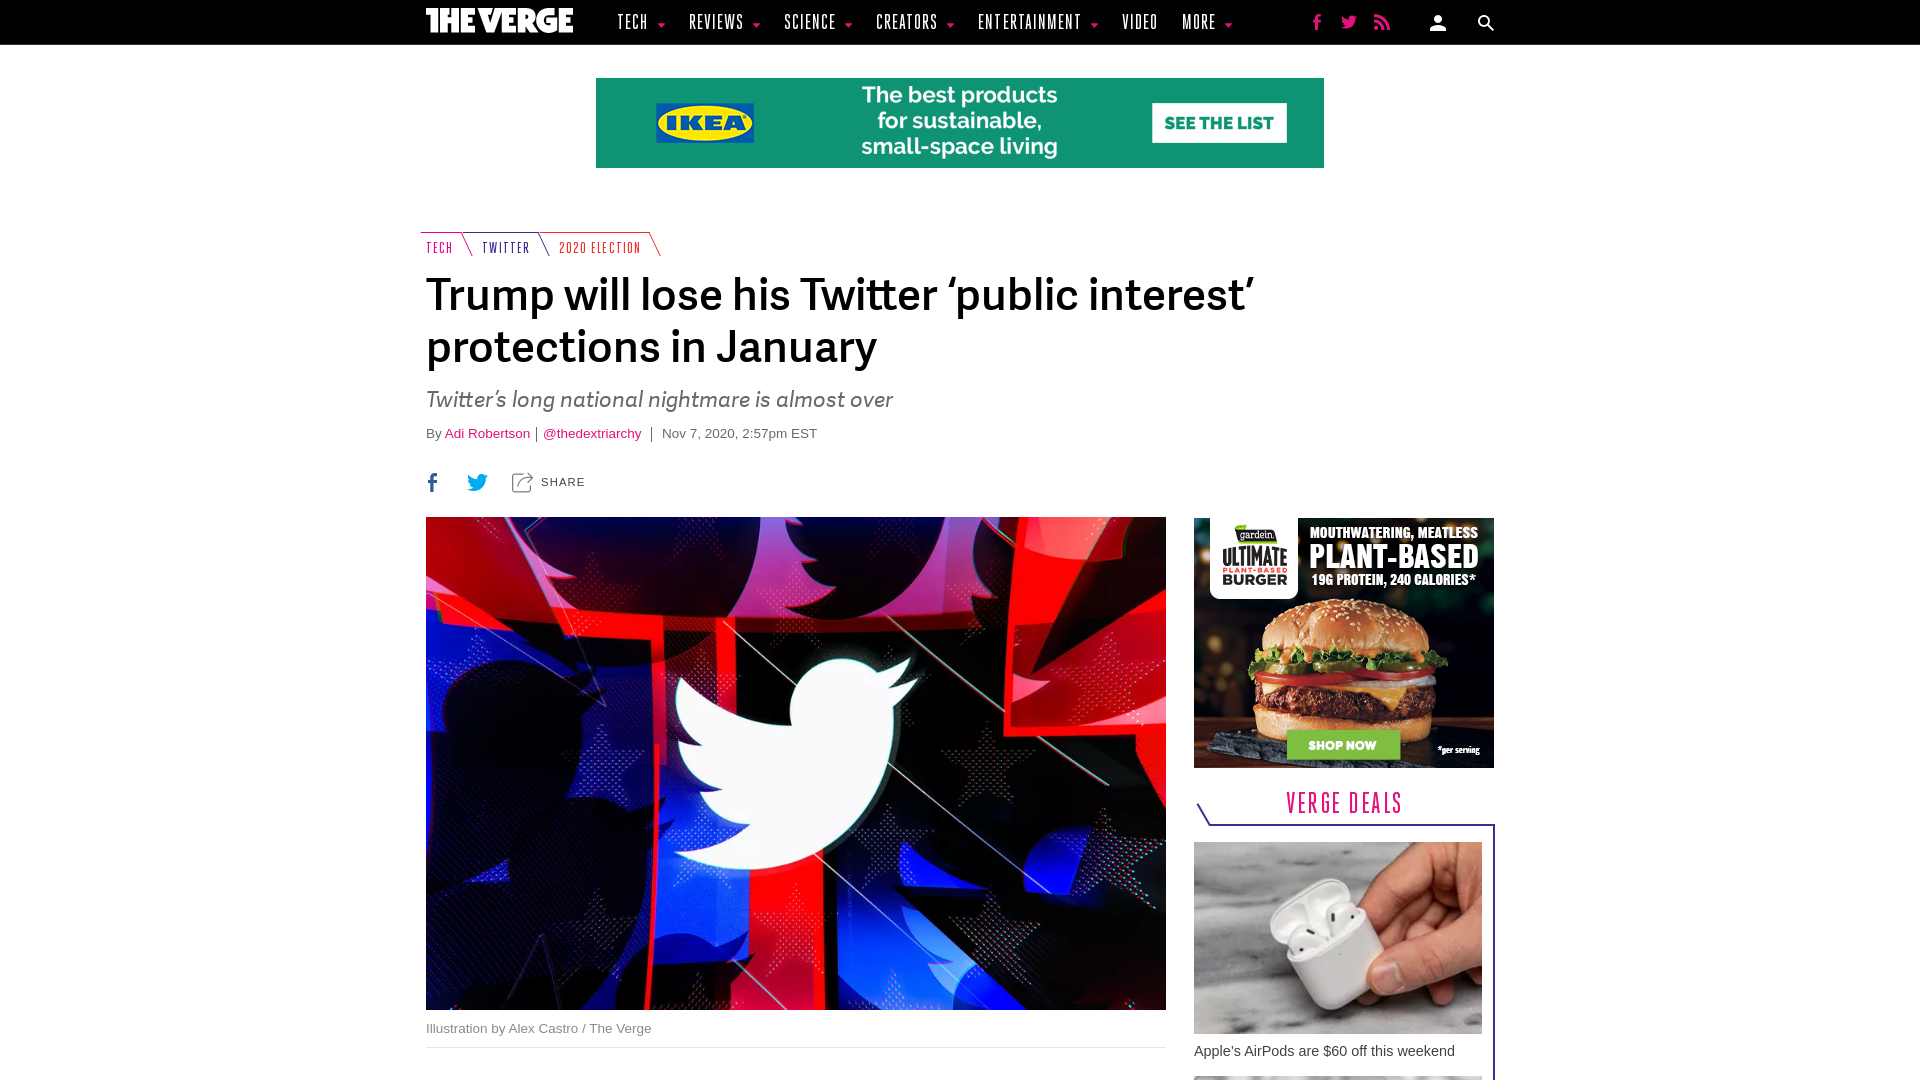 THE VERGE
TECH REVIEWS SCIENCE CREATORS ENTERTAINMENT VIDEO MORE
IKEA
The best products
for sustainable,
small-space living
SEE THE LIST
TECH TWITTER 2020 ELECTION
Trump will lose his Twitter ‘public interest’
protections in January
Twitter’s long national nightmare is almost over
By Adi Robertson @thedextriarchy Nov 7, 2020, 2:57pm EST
SHARE
Illustration by Alex Castro / The Verge
gardein
ULTIMATE
PLANT-BASED
BURGER
MOUTHWATERING, MEATLESS
PLANT-BASED
19G PROTEIN, 240 CALORIES*
SHOP NOW
*per serving
VERGE DEALS
Apple’s AirPods are $60 off this weekend